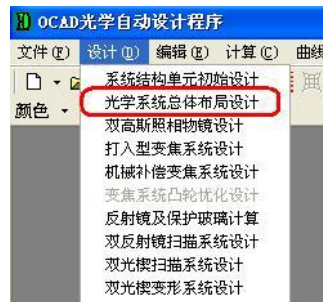 OCAD光学自动设计程序
文件(F) 设计(D) 编辑(E) 计算(C) 曲线
系统结构单元初始设计
光学系统总体布局设计
颜色
双高斯照相物镜设计
打入型变焦系统设计
机械补偿变焦系统设计
变焦系统凸轮优化设计
反射镜及保护玻璃计算
双反射镜扫描系统设计
双光楔扫描系统设计
双光楔变形系统设计